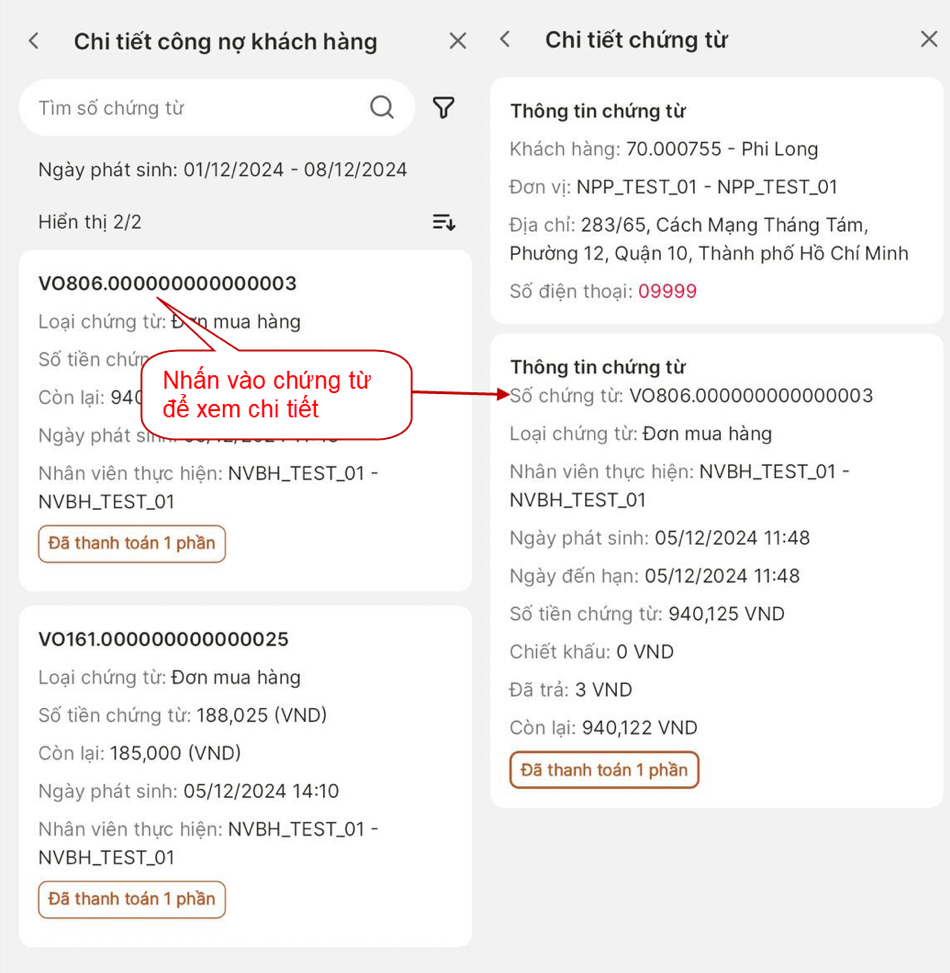 Chi tiết công nợ khách hàng
Tìm số chứng từ
Ngày phát sinh: 01/12/2024 - 08/12/2024
Hiển thị 2/2
VO806.000000000000003
Loại chứng từ: Đơn mua hàng
Số tiền chứng
Còn lại: 940
Ngày phát sinh: 05/12/2024 11:48
Nhân viên thực hiện: NVBH_TEST_01 -
NVBH_TEST_01
Đã thanh toán 1 phần
Nhấn vào chứng từ
để xem chi tiết
VO161.000000000000025
Loại chứng từ: Đơn mua hàng
Số tiền chứng từ: 188,025 (VND)
Còn lại: 185,000 (VND)
Ngày phát sinh: 05/12/2024 14:10
Nhân viên thực hiện: NVBH_TEST_01 -
NVBH_TEST_01
Đã thanh toán 1 phần
Chi tiết chứng từ
Thông tin chứng từ
Khách hàng: 70.000755 - Phi Long
Đơn vị: NPP_TEST_01 - NPP_TEST_01
Địa chỉ: 283/65, Cách Mạng Tháng Tám,
Phường 12, Quận 10, Thành phố Hồ Chí Minh
Số điện thoại: 09999
Thông tin chứng từ
Số chứng từ: VO806.000000000000003
Loại chứng từ: Đơn mua hàng
Nhân viên thực hiện: NVBH_TEST_01 -
NVBH_TEST_01
Ngày phát sinh: 05/12/2024 11:48
Ngày đến hạn: 05/12/2024 11:48
Số tiền chứng từ: 940,125 VND
Chiết khấu: 0 VND
Đã trả: 3 VND
Còn lại: 940,122 VND
Đã thanh toán 1 phần